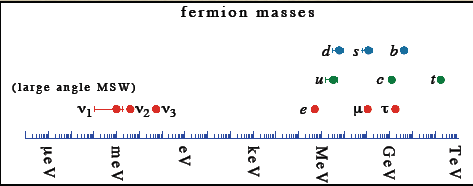 fermion masses
d s b
u c t
(large angle MSW)
ν₁ ν₂ ν₃ e μ τ
μeV meV eV keV MeV GeV TeV